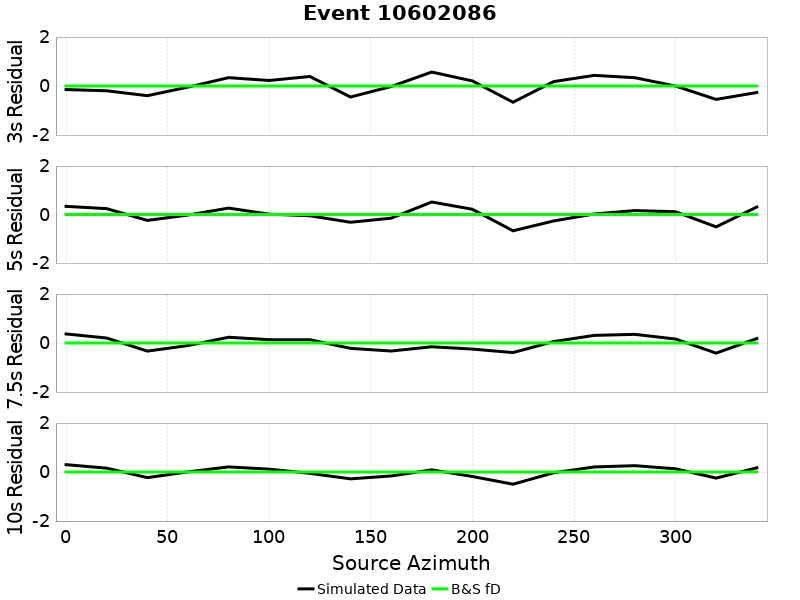 Event 10602086
3s Residual
2
0
-2
5s Residual
2
0
-2
7.5s Residual
2
0
-2
10s Residual
2
0
-2
0 50 100 150 200 250 300
Source Azimuth
Simulated Data B&S fD